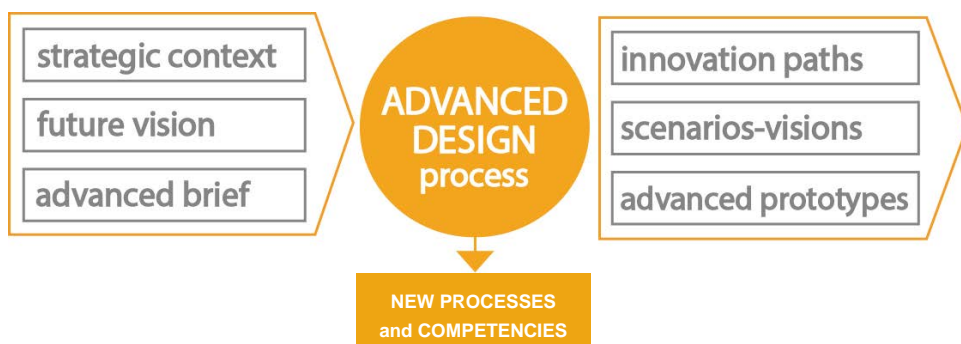 strategic context
future vision
advanced brief
ADVANCED
DESIGN
process
innovation paths
scenarios-visions
advanced prototypes
NEW PROCESSES
and COMPETENCIES